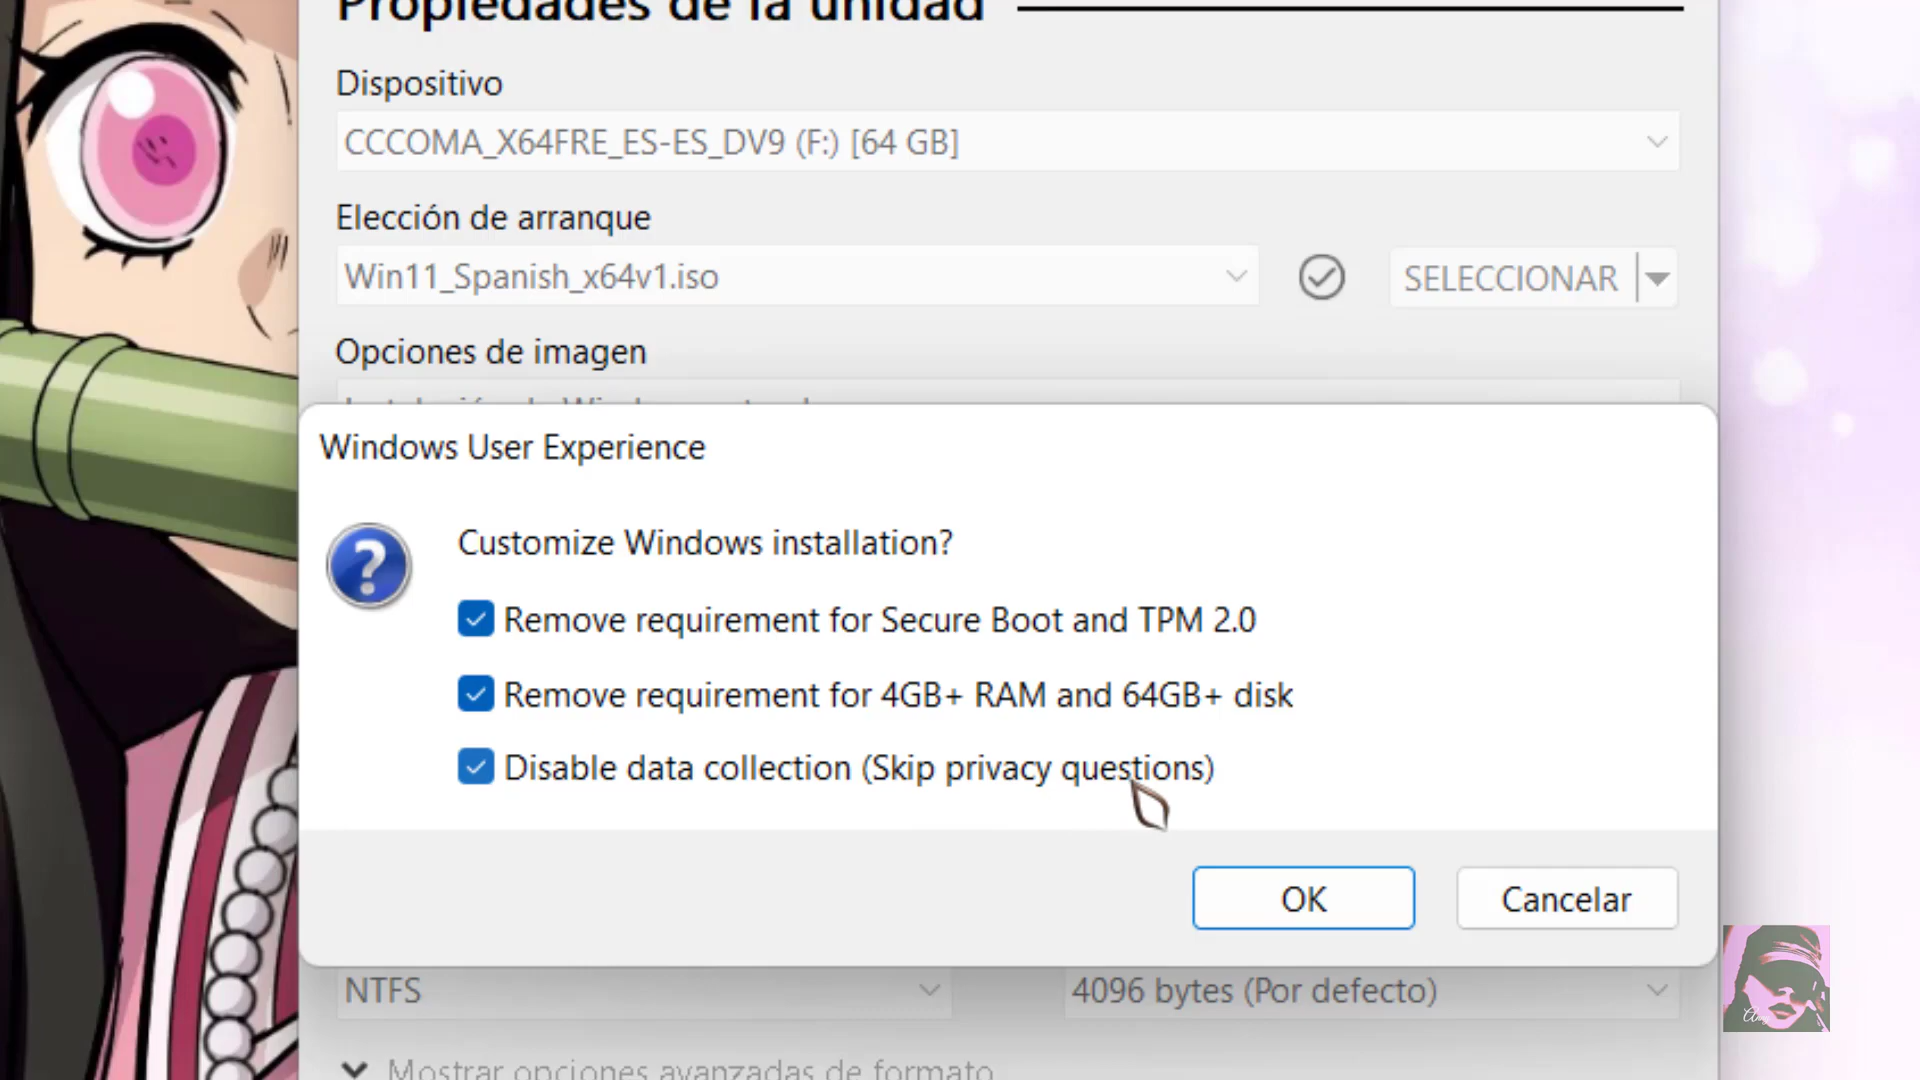 Propiedades de la unidad
Dispositivo
CCCOMA_X64FRE_ES-ES_DV9 (F:) [64 GB]
Elección de arranque
Win11_Spanish_x64v1.iso
SELECCIONAR
Opciones de imagen
Windows User Experience
Customize Windows installation?
Remove requirement for Secure Boot and TPM 2.0
Remove requirement for 4GB+ RAM and 64GB+ disk
Disable data collection (Skip privacy questions)
OK
Cancelar
NTFS
4096 bytes (Por defecto)
Mostrar opciones avanzadas de formato